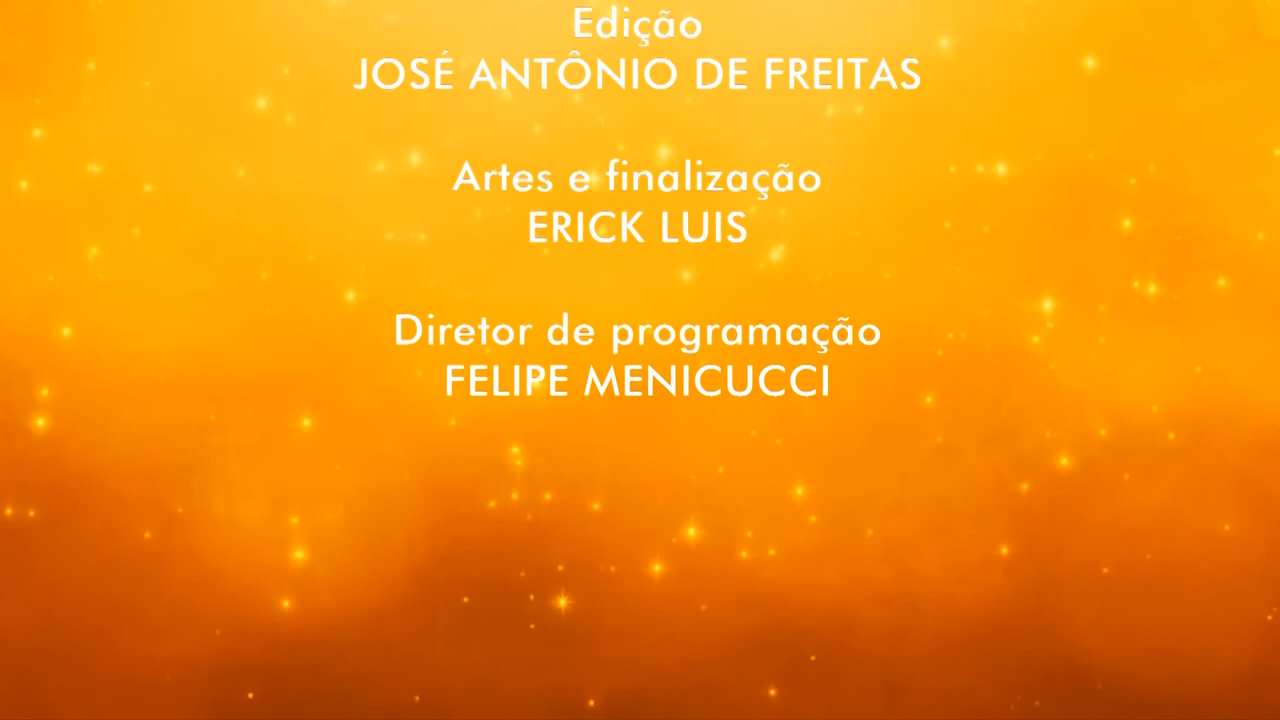 Edição
JOSÉ ANTÔNIO DE FREITAS
Artes e finalização
ERICK LUIS
Diretor de programação
FELIPE MENICUCCI